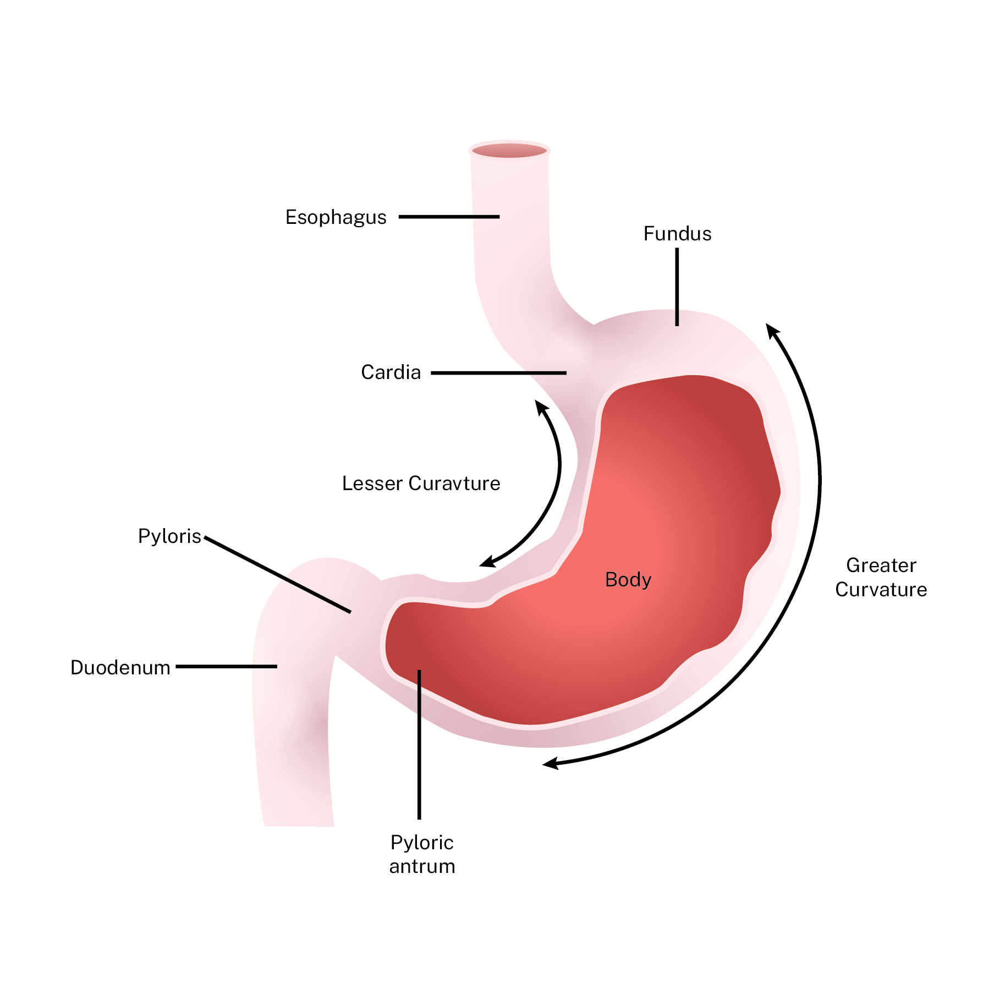 Esophagus
Fundus
Cardia
Lesser Curavture
Pyloris
Greater
Curvature
Body
Duodenum
Pyloric
antrum